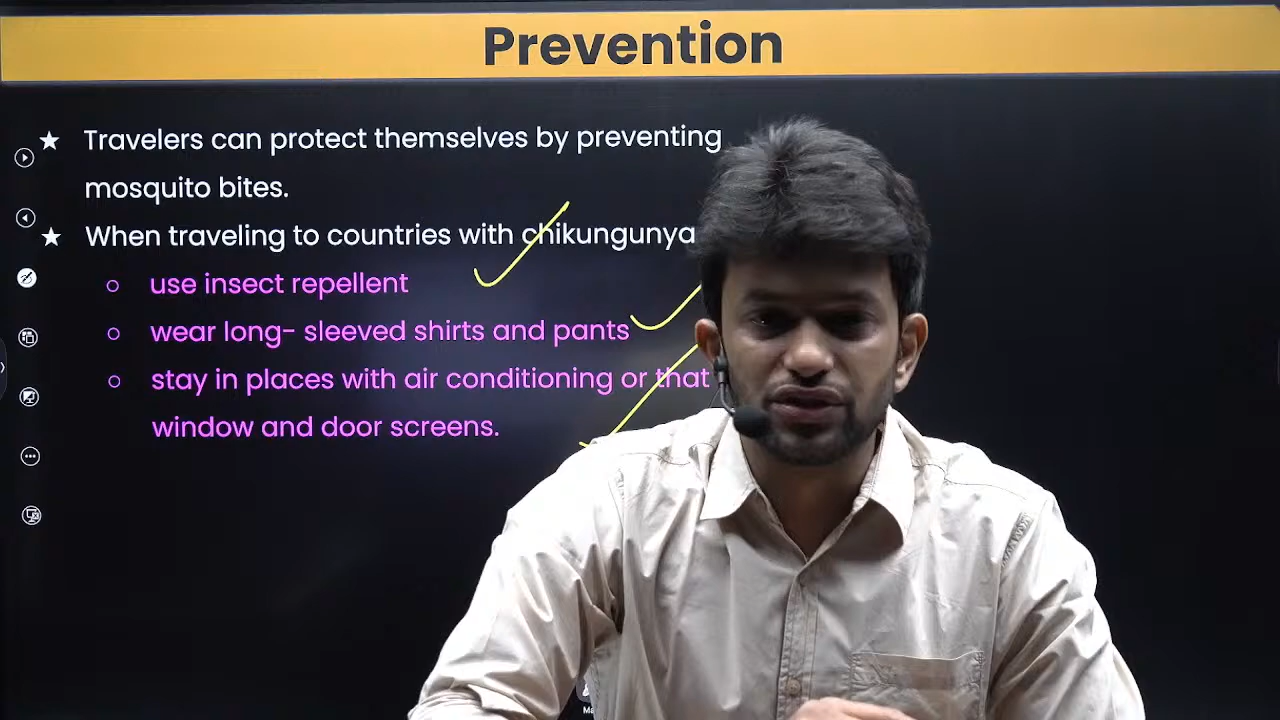 Prevention
★ Travelers can protect themselves by preventing
mosquito bites.
★ When traveling to countries with chikungunya
○ use insect repellent
○ wear long- sleeved shirts and pants
○ stay in places with air conditioning or that
window and door screens.